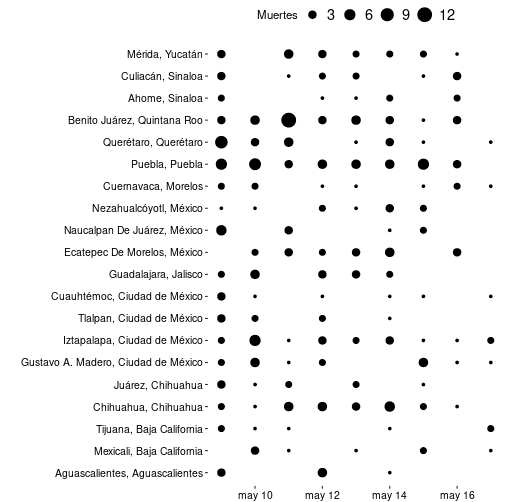 Muertes 3 6 9 12
Mérida, Yucatán
Culiacán, Sinaloa
Ahome, Sinaloa
Benito Juárez, Quintana Roo
Querétaro, Querétaro
Puebla, Puebla
Cuernavaca, Morelos
Nezahualcóyotl, México
Naucalpan De Juárez, México
Ecatepec De Morelos, México
Guadalajara, Jalisco
Cuauhtémoc, Ciudad de México
Tlalpan, Ciudad de México
Iztapalapa, Ciudad de México
Gustavo A. Madero, Ciudad de México
Juárez, Chihuahua
Chihuahua, Chihuahua
Tijuana, Baja California
Mexicali, Baja California
Aguascalientes, Aguascalientes
may 10 may 12 may 14 may 16